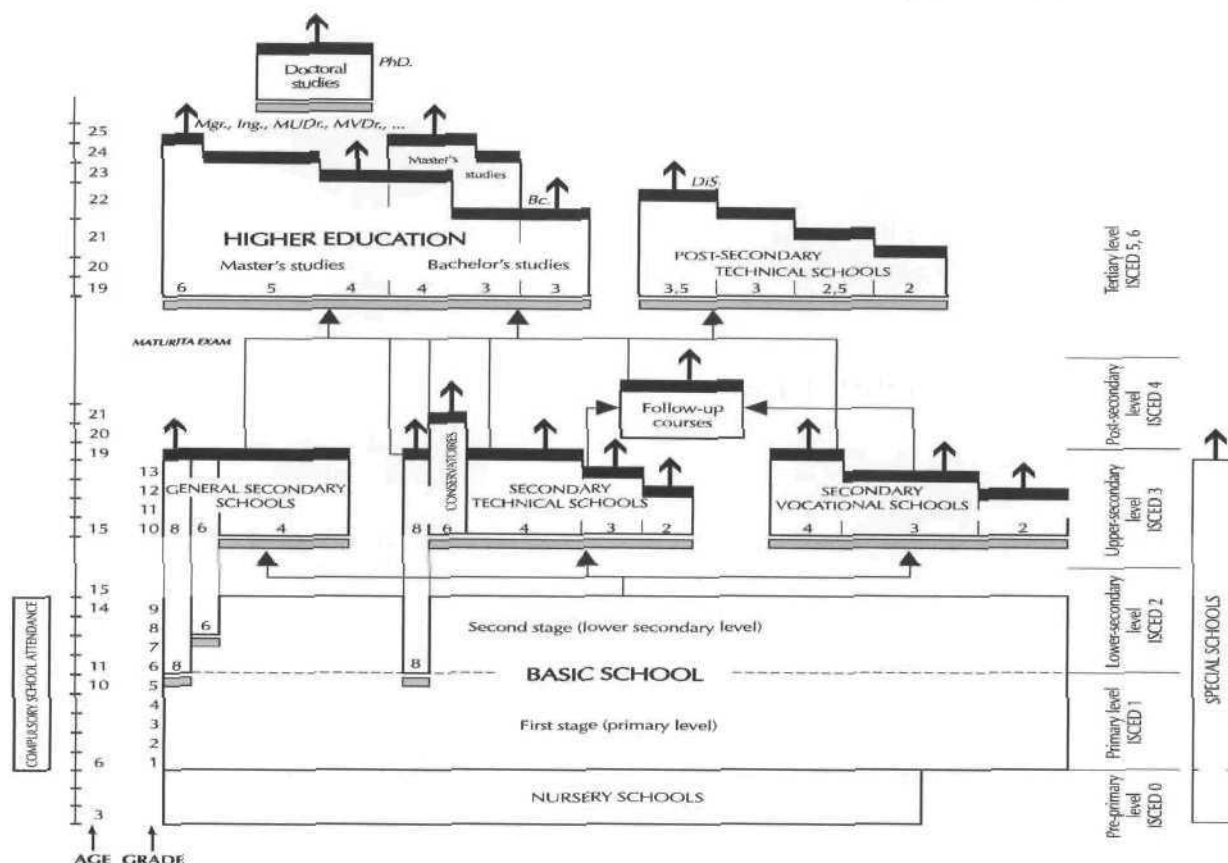 Doctoral
studies
PhD.
Mgr., Ing., MUDr., MVDr., ...
Master's
studies
Bc.
DiS.
HIGHER EDUCATION
Master's studies
Bachelor's studies
6 5 4 4 3 3
POST-SECONDARY
TECHNICAL SCHOOLS
3,5 3 2,5 2
25
24
23
22
21
20
19
Tertiary level
ISCED 5, 6
MATURITA EXAM
Follow-up
courses
Post-secondary
level
ISCED 4
21
20
19
15
13
12
11
10
GENERAL SECONDARY
SCHOOLS
8 6 4
CONSERVATOIRES
SECONDARY
TECHNICAL SCHOOLS
8 6 4 3 2
SECONDARY
VOCATIONAL SCHOOLS
4 3 2
Upper-secondary
level
ISCED 3
15
14
11
10
6
3
9
8
7
6
5
4
3
2
1
6
8
8
Second stage (lower secondary level)
BASIC SCHOOL
First stage (primary level)
NURSERY SCHOOLS
Lower-secondary
level
ISCED 2
Primary level
ISCED 1
Pre-primary
level
ISCED 0
SPECIAL SCHOOLS
COMPULSORY SCHOOL ATTENDANCE
AGE GRADE